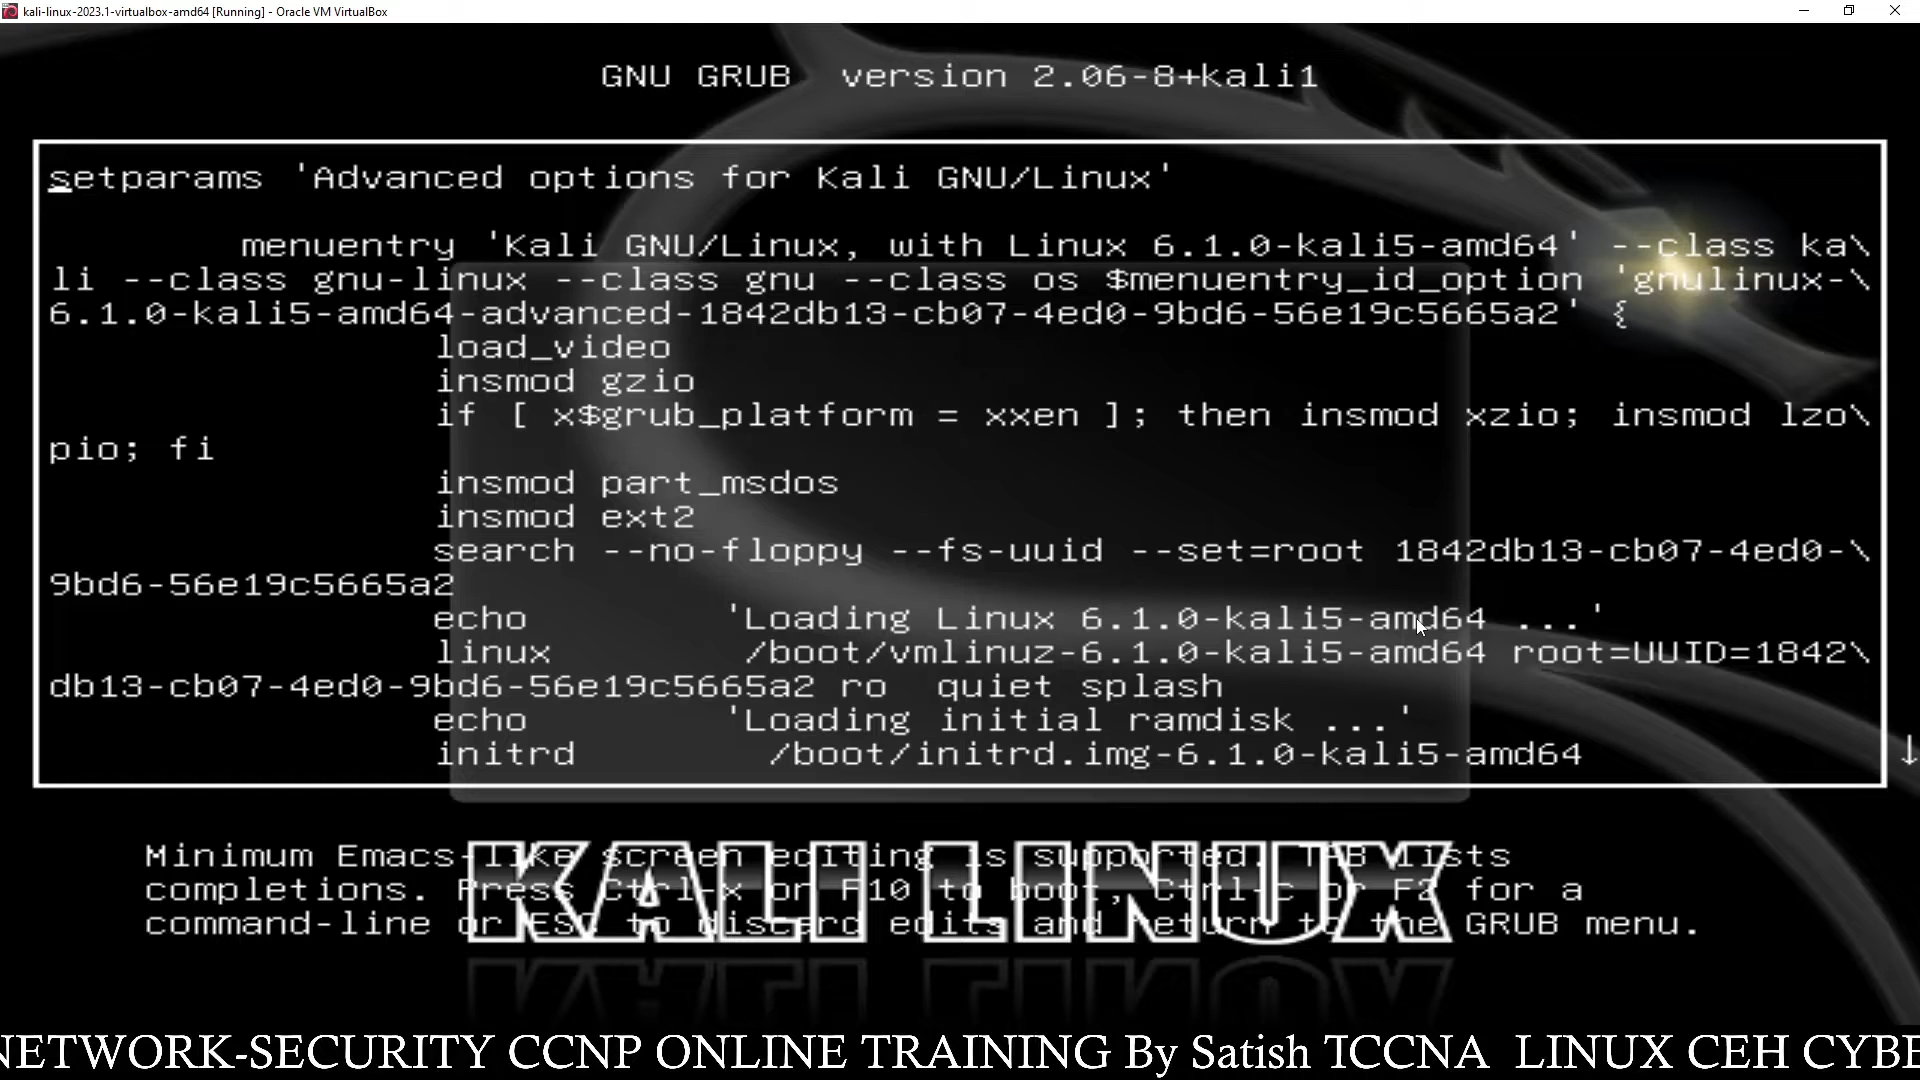 kali-linux-2023.1-virtualbox-amd64 [Running] - Oracle VM VirtualBox
GNU GRUB  version 2.06-8+kali1
setparams 'Advanced options for Kali GNU/Linux'
menuentry 'Kali GNU/Linux, with Linux 6.1.0-kali5-amd64' --class ka\
li --class gnu-linux --class gnu --class os $menuentry_id_option 'gnulinux-\
6.1.0-kali5-amd64-advanced-1842db13-cb07-4ed0-9bd6-56e19c5665a2' {
load_video
insmod gzio
if [ x$grub_platform = xxen ]; then insmod xzio; insmod lzo\
pio; fi
insmod part_msdos
insmod ext2
search --no-floppy --fs-uuid --set=root 1842db13-cb07-4ed0-\
9bd6-56e19c5665a2
echo 'Loading Linux 6.1.0-kali5-amd64 ...'
linux /boot/vmlinuz-6.1.0-kali5-amd64 root=UUID=1842\
db13-cb07-4ed0-9bd6-56e19c5665a2 ro  quiet splash
echo 'Loading initial ramdisk ...'
initrd /boot/initrd.img-6.1.0-kali5-amd64
Minimum Emacs-like screen editing is supported. TAB lists
completions. Press Ctrl-x or F10 to boot, Ctrl-c or F2 for a
command-line or ESC to discard edits and return to the GRUB menu.
KALI LINUX
NETWORK-SECURITY CCNP ONLINE TRAINING By Satish TCCNA  LINUX CEH CYBE